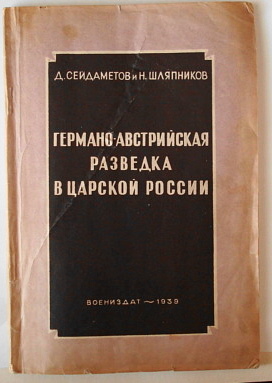 Д. СЕЙДАМЕТОВ И Н. ШЛЯПНИКОВ
ГЕРМАНО-АВСТРИЙСКАЯ
РАЗВЕДКА
В ЦАРСКОЙ РОССИИ
ВОЕНИЗДАТ ~ 1939